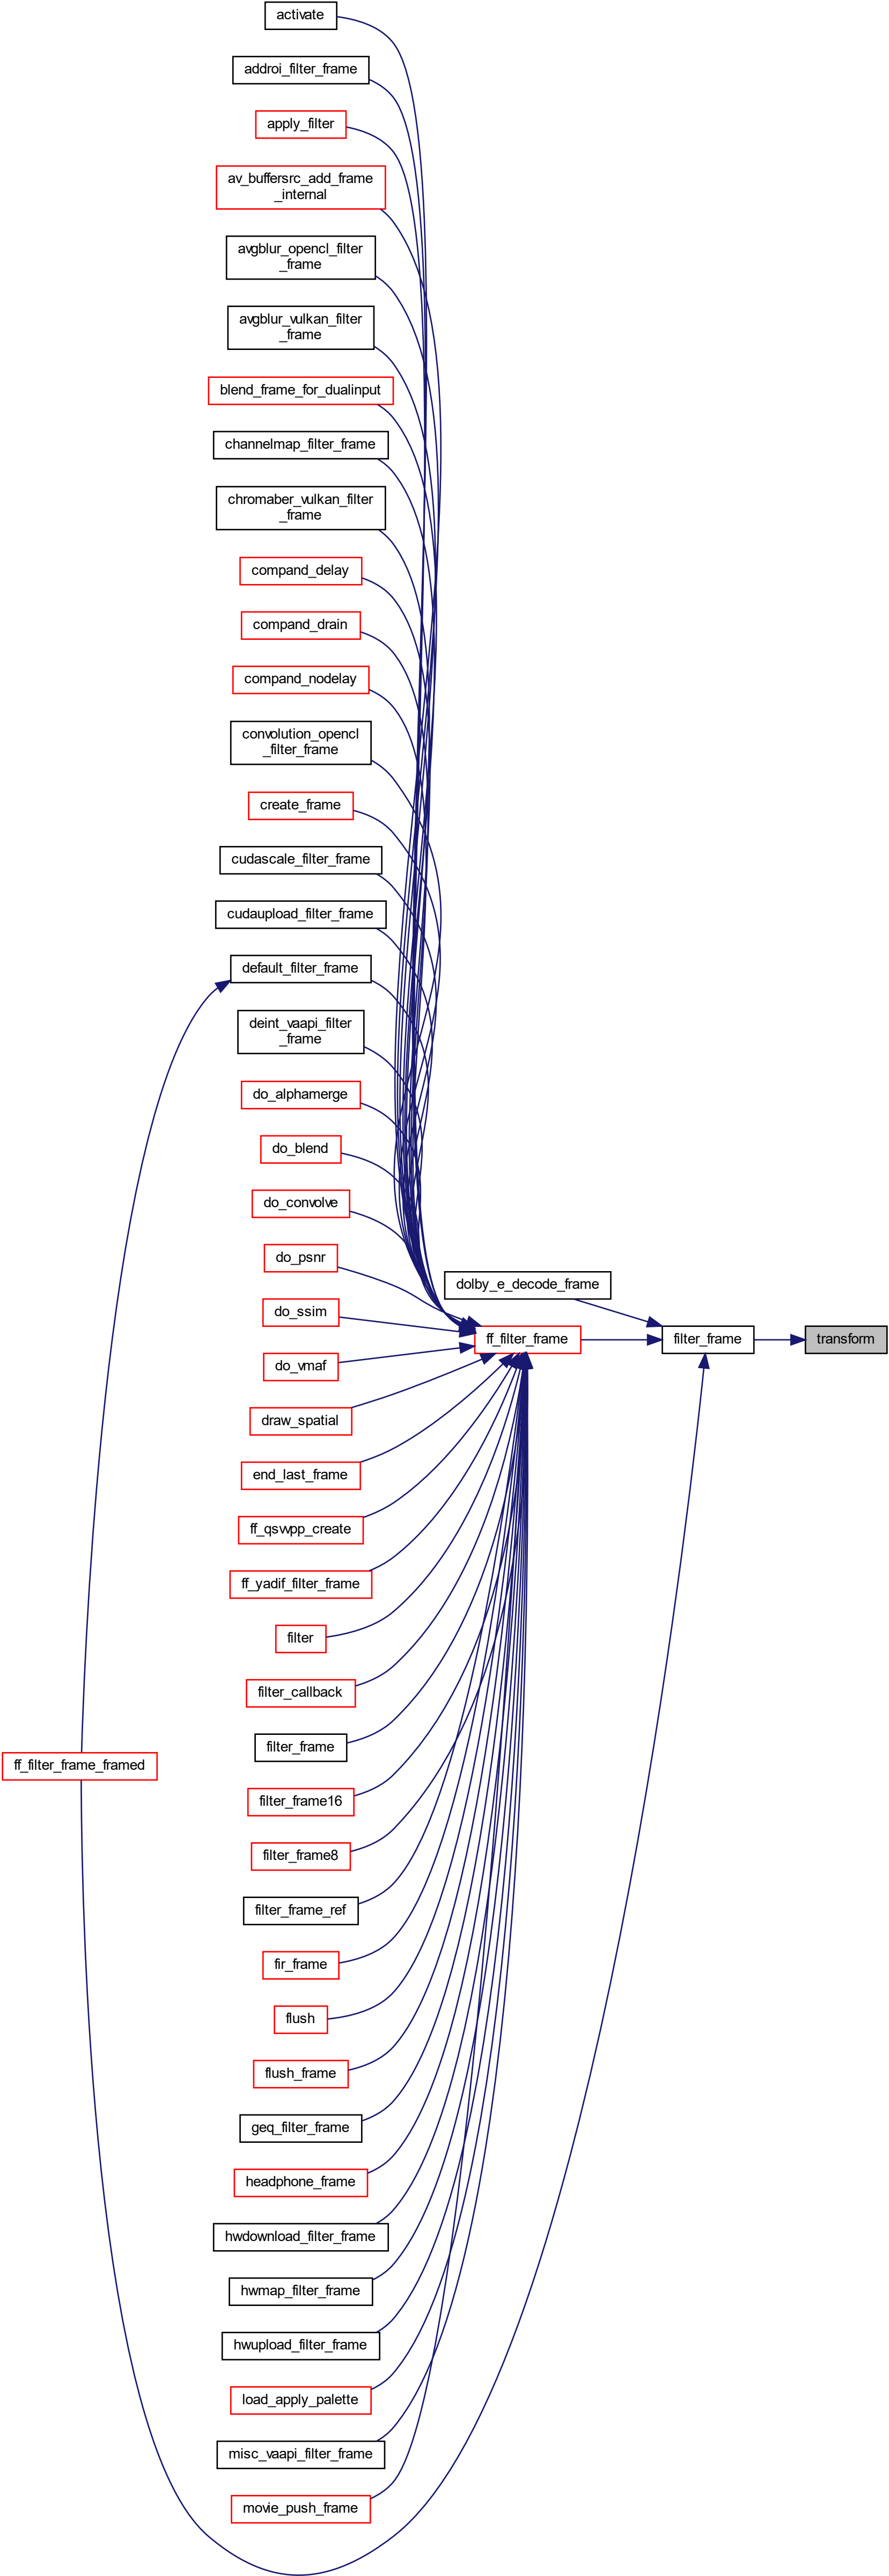 activate
addroi_filter_frame
apply_filter
av_buffersrc_add_frame
_internal
avgblur_opencl_filter
_frame
avgblur_vulkan_filter
_frame
blend_frame_for_dualinput
channelmap_filter_frame
chromaber_vulkan_filter
_frame
compand_delay
compand_drain
compand_nodelay
convolution_opencl
_filter_frame
create_frame
cudascale_filter_frame
cudaupload_filter_frame
default_filter_frame
deint_vaapi_filter
_frame
do_alphamerge
do_blend
do_convolve
do_psnr
dolby_e_decode_frame
do_ssim
ff_filter_frame
filter_frame
transform
do_vmaf
draw_spatial
end_last_frame
ff_qsvvpp_create
ff_yadif_filter_frame
filter
filter_callback
filter_frame
ff_filter_frame_framed
filter_frame16
filter_frame8
filter_frame_ref
fir_frame
flush
flush_frame
geq_filter_frame
headphone_frame
hwdownload_filter_frame
hwmap_filter_frame
hwupload_filter_frame
load_apply_palette
misc_vaapi_filter_frame
movie_push_frame